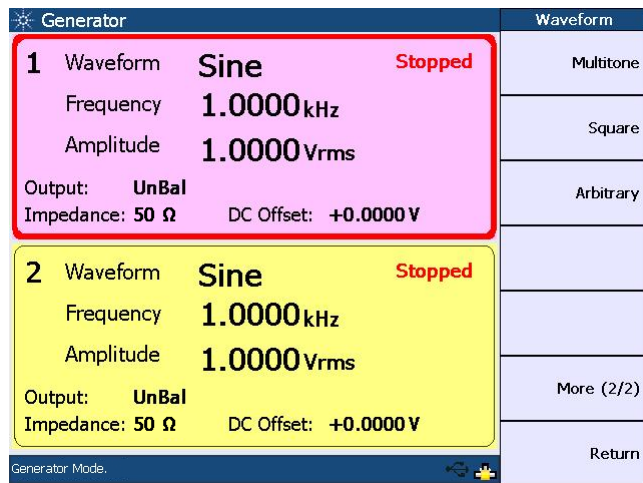 Generator
Waveform
1 Waveform Sine Stopped
Frequency 1.0000 kHz
Amplitude 1.0000 Vrms
Output: UnBal
Impedance: 50 Ω DC Offset: +0.0000 V
2 Waveform Sine Stopped
Frequency 1.0000 kHz
Amplitude 1.0000 Vrms
Output: UnBal
Impedance: 50 Ω DC Offset: +0.0000 V
Generator Mode.
Multitone
Square
Arbitrary
More (2/2)
Return